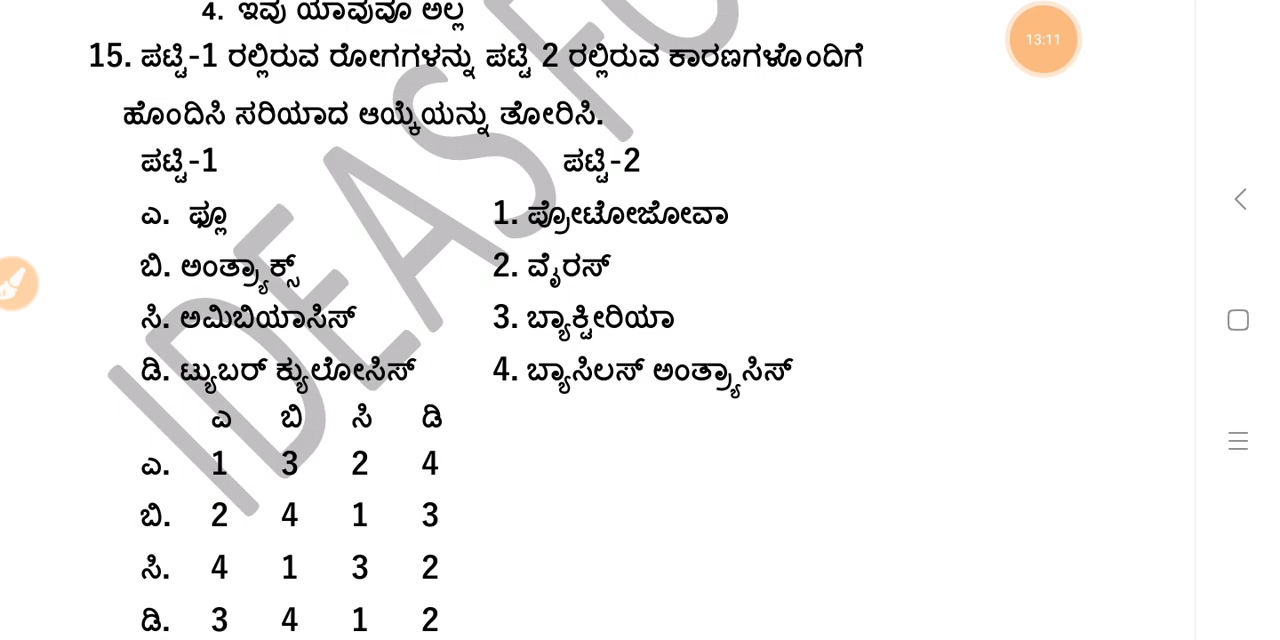 4. ಇವು ಯಾವುವೂ ಅಲ್ಲ
13:11
15. ಪಟ್ಟಿ-1 ರಲ್ಲಿರುವ ರೋಗಗಳನ್ನು ಪಟ್ಟಿ 2 ರಲ್ಲಿರುವ ಕಾರಣಗಳೊಂದಿಗೆ
ಹೊಂದಿಸಿ ಸರಿಯಾದ ಆಯ್ಕೆಯನ್ನು ತೋರಿಸಿ.
ಪಟ್ಟಿ-1 ಪಟ್ಟಿ-2
ಎ. ಫ್ಲೂ 1. ಪ್ರೋಟೋಜೋವಾ
ಬಿ. ಅಂತ್ರ್ಯಾಕ್ಸ್ 2. ವೈರಸ್
ಸಿ. ಅಮಿಬಿಯಾಸಿಸ್ 3. ಬ್ಯಾಕ್ಟೀರಿಯಾ
ಡಿ. ಟ್ಯುಬರ್ ಕ್ಯುಲೋಸಿಸ್ 4. ಬ್ಯಾಸಿಲಸ್ ಅಂತ್ರ್ಯಾಸಿಸ್
ಎ ಬಿ ಸಿ ಡಿ
ಎ. 1 3 2 4
ಬಿ. 2 4 1 3
ಸಿ. 4 1 3 2
ಡಿ. 3 4 1 2
IDEAS FO